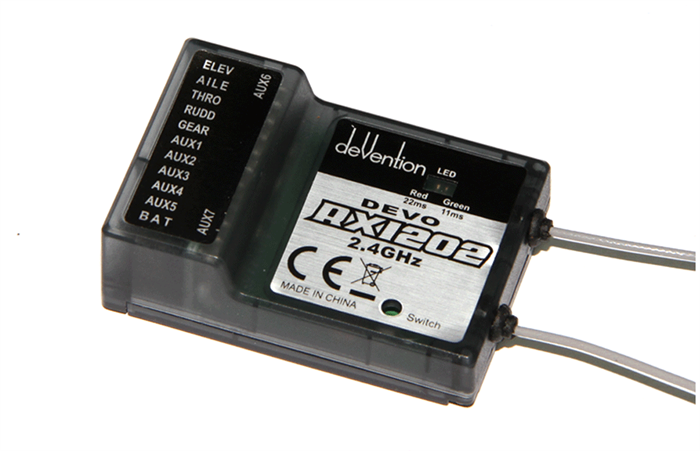 ELEV
AILE
THRO
RUDD
GEAR
AUX1
AUX2
AUX3
AUX4
AUX5
BAT
AUX6
AUX7
deVention
LED
Red Green
22ms 11ms
DEVO
RX1202
2.4GHz
CE
MADE IN CHINA
Switch